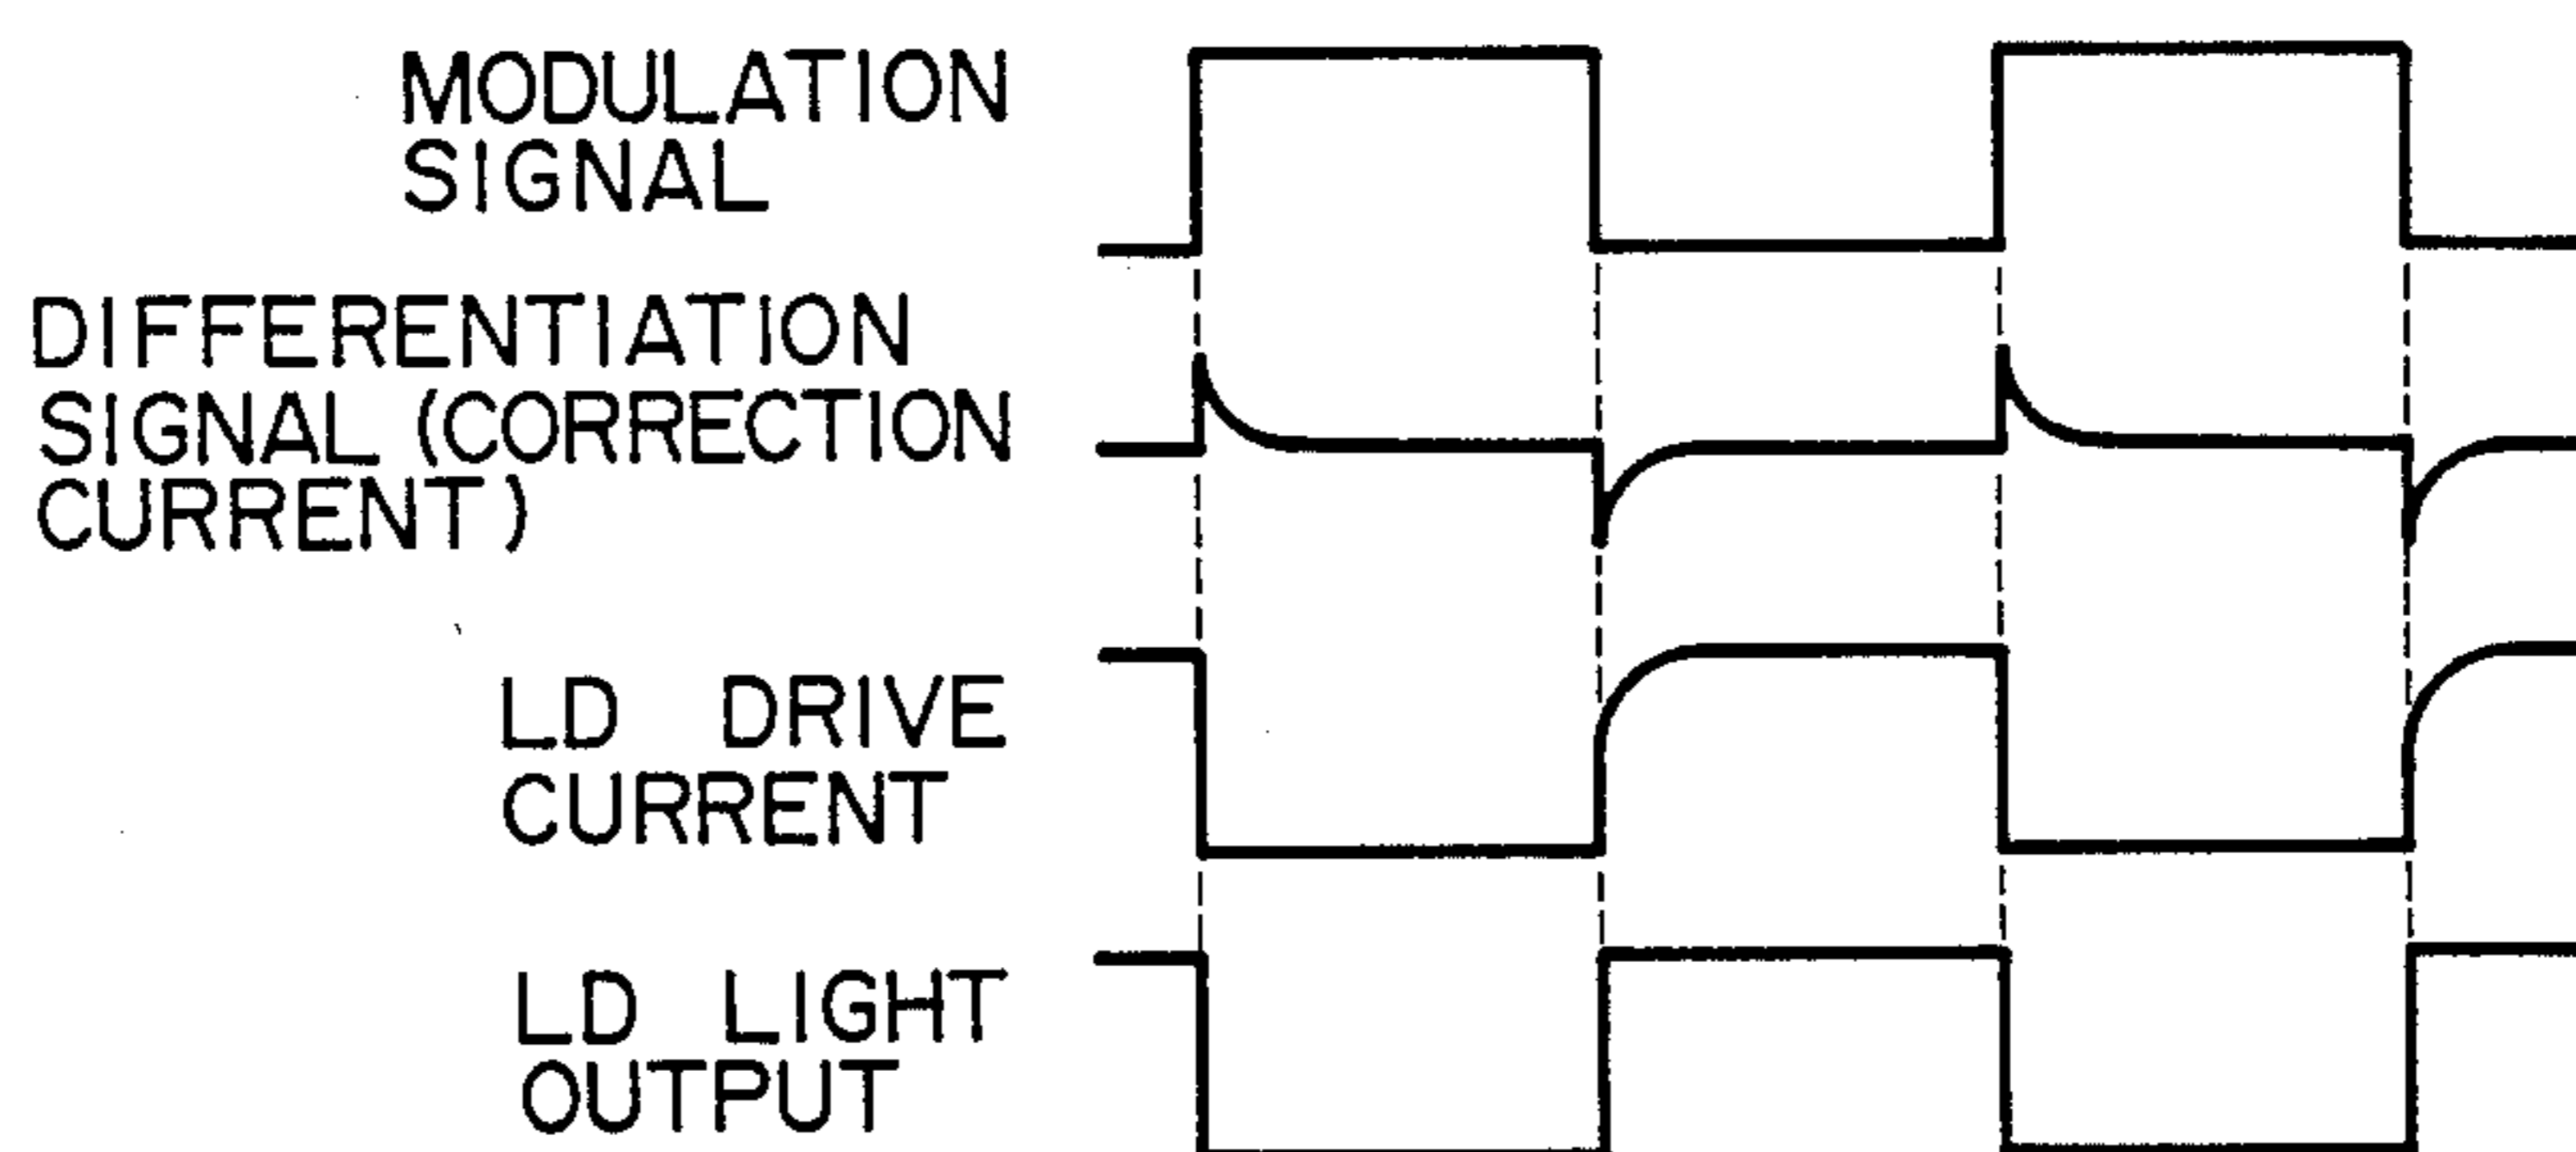 MODULATION
SIGNAL
DIFFERENTIATION
SIGNAL (CORRECTION
CURRENT)
LD DRIVE
CURRENT
LD LIGHT
OUTPUT